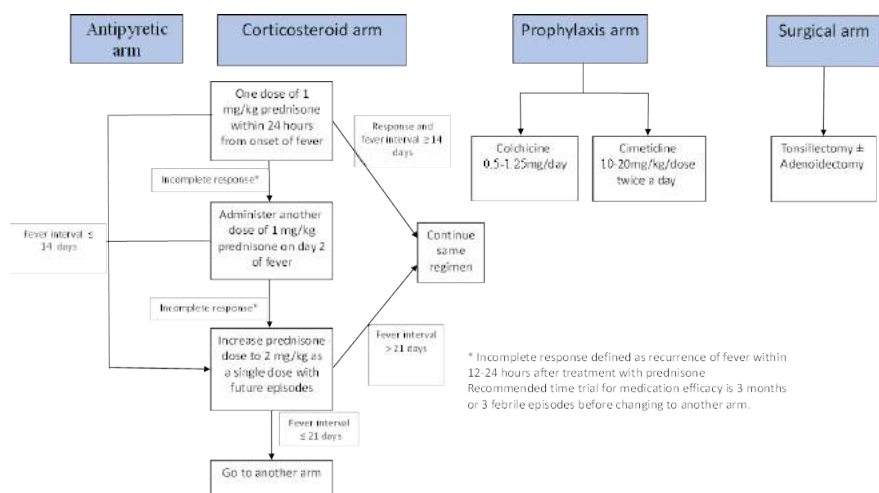 Antipyretic
arm
Corticosteroid arm
Prophylaxis arm
Surgical arm
One dose of 1
mg/kg prednisone
within 24 hours
from onset of fever
Response and
fever interval ≥ 14
days
Colchicine
0.5-1.25mg/day
Cimetidine
10-20mg/kg/dose
twice a day
Tonsillectomy ±
Adenoidectomy
Incomplete response*
Fever interval ≤
14 days
Administer another
dose of 1 mg/kg
prednisone on day 2
of fever
Continue
same
regimen
Incomplete response*
Increase prednisone
dose to 2 mg/kg as
a single dose with
future episodes
Fever interval
> 21 days
* Incomplete response defined as recurrence of fever within
12-24 hours after treatment with prednisone
Recommended time trial for medication efficacy is 3 months
or 3 febrile episodes before changing to another arm.
Fever interval
≤ 21 days
Go to another arm